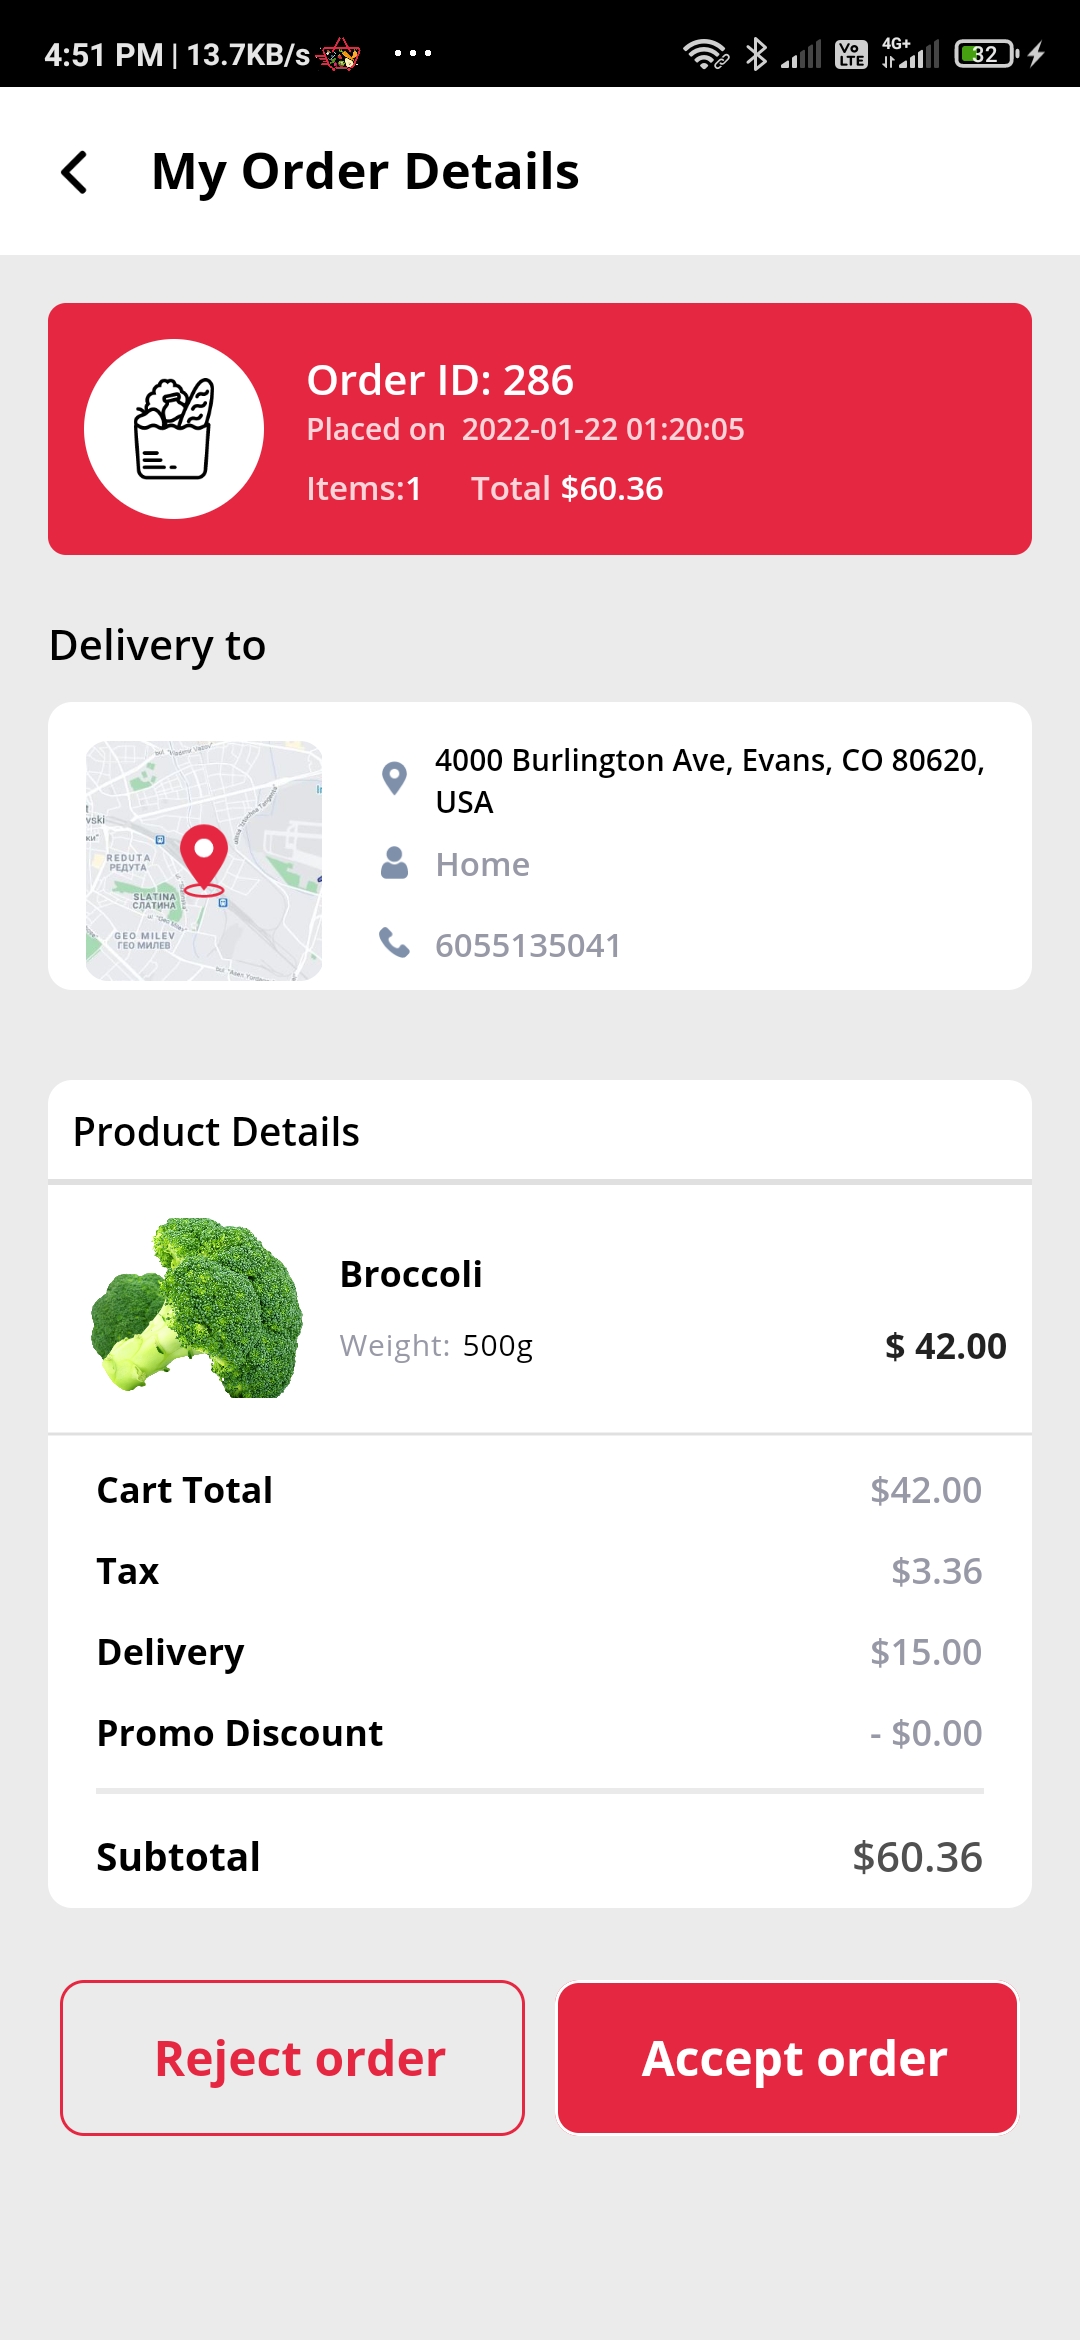 4:51 PM | 13.7KB/s ...
Vo LTE 4G+ 32
My Order Details
Order ID: 286
Placed on 2022-01-22 01:20:05
Items:1 Total $60.36
Delivery to
4000 Burlington Ave, Evans, CO 80620,
USA
Home
6055135041
REDUTA
РЕДУТА
SLATINA
СЛАТИНА
GEO MILEV
ГЕО МИЛЕВ
Product Details
Broccoli
Weight: 500g
$ 42.00
Cart Total $42.00
Tax $3.36
Delivery $15.00
Promo Discount - $0.00
Subtotal $60.36
Reject order Accept order